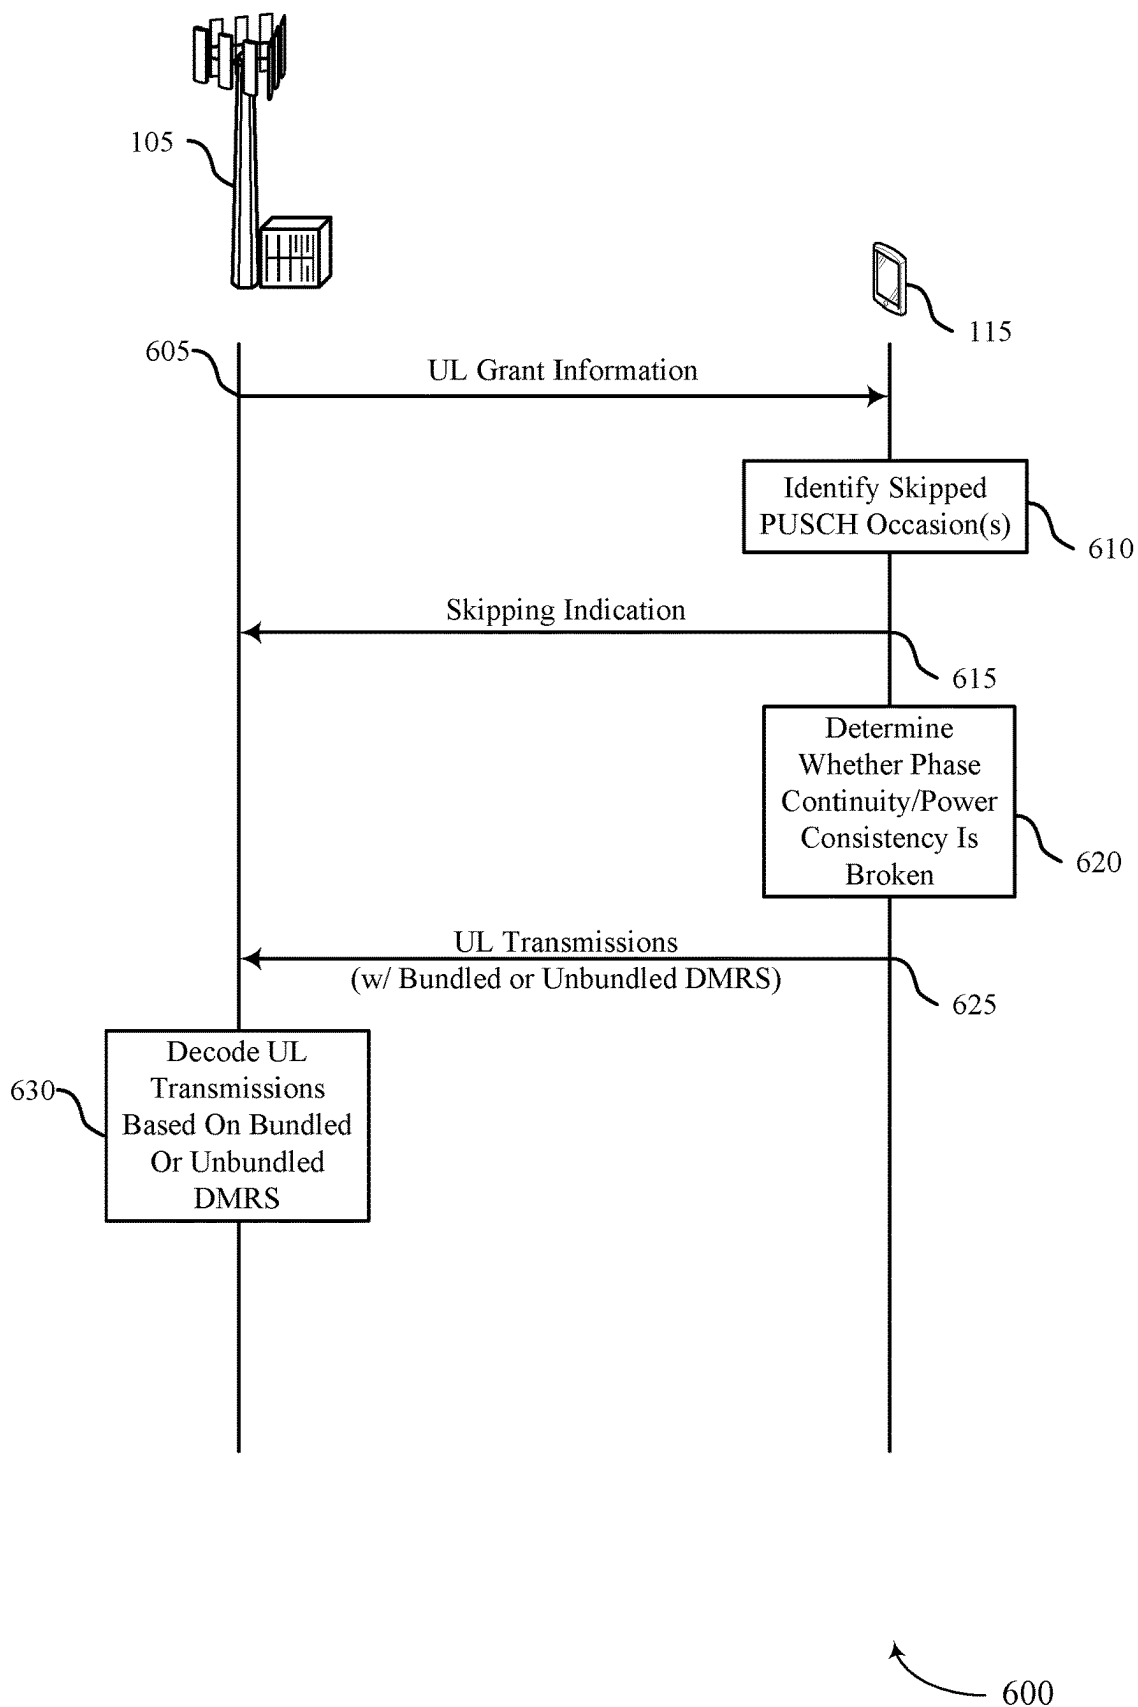 105
115
605
UL Grant Information
Identify Skipped
PUSCH Occasion(s)
610
Skipping Indication
615
Determine
Whether Phase
Continuity/Power
Consistency Is
Broken
620
UL Transmissions
(w/ Bundled or Unbundled DMRS)
625
630
Decode UL
Transmissions
Based On Bundled
Or Unbundled
DMRS
600